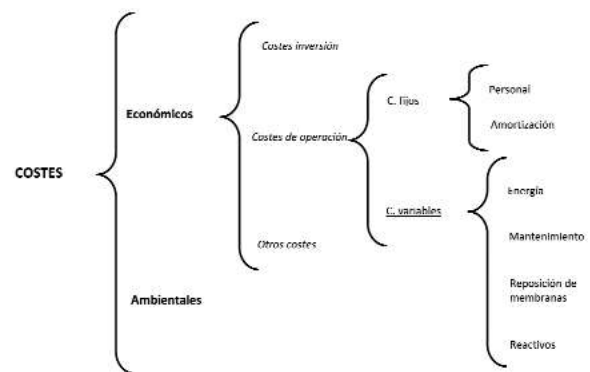 COSTES
Económicos
Ambientales
Costes inversión
Costes de operación
Otros costes
C. fijos
C. variables
Personal
Amortización
Energía
Mantenimiento
Reposición de
membranas
Reactivos